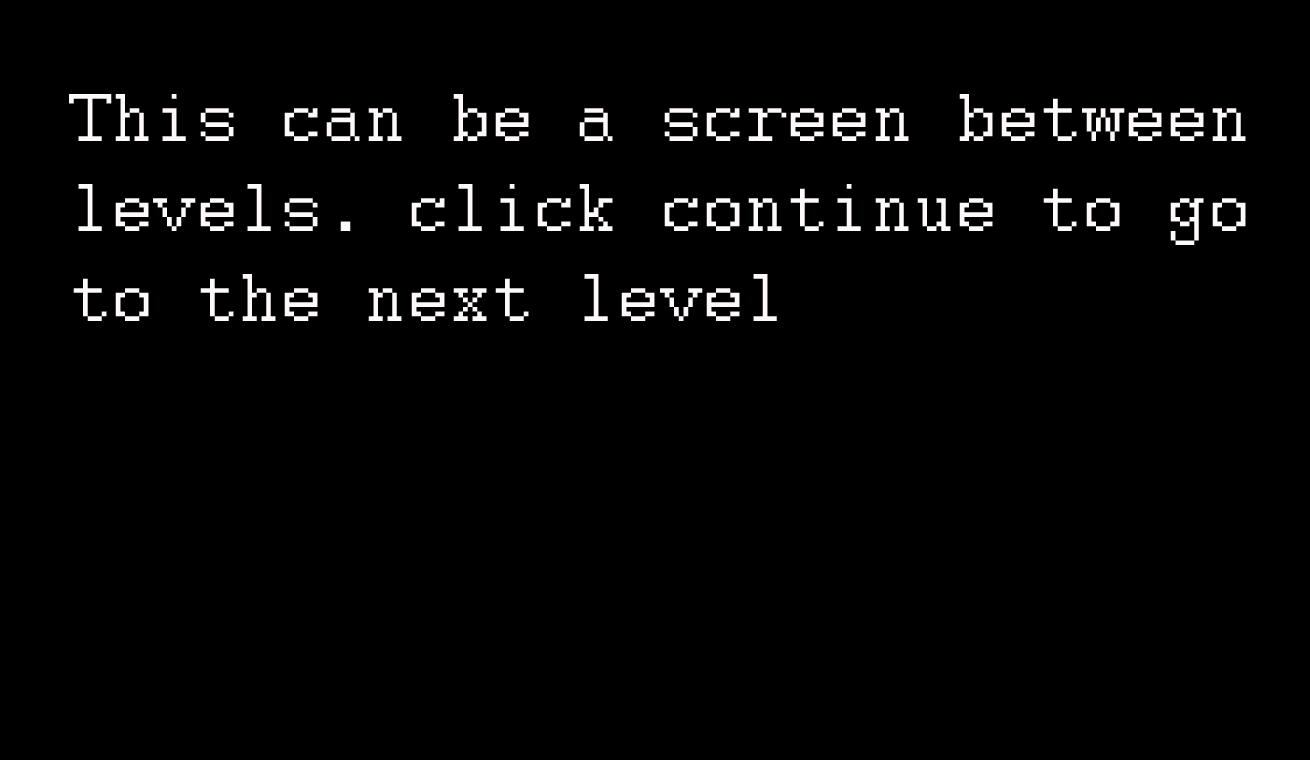 This can be a screen between
levels. click continue to go
to the next level